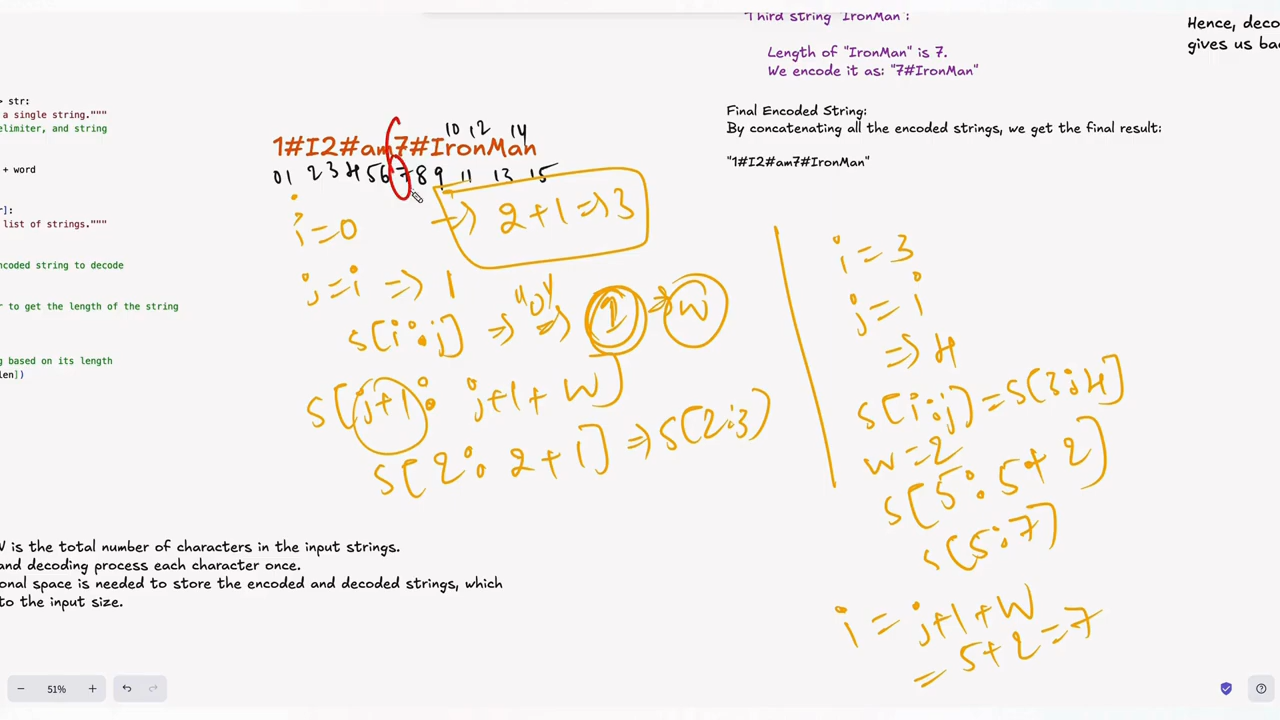 "Third string "IronMan":
Hence, deco
gives us bac
Length of "IronMan" is 7.
We encode it as: "7#IronMan"
> str:
a single string."""
elimiter, and string
+ word
r]:
list of strings."""
ncoded string to decode
er to get the length of the string
ng based on its length
len])
Final Encoded String:
By concatenating all the encoded strings, we get the final result:
"1#I2#am7#IronMan"
10 12 14
1#I2#am7#IronMan
0 1 2 3 4 5 6 7 8 9 11 13 15
i
i=0
=> 2+1=>3
j=i => 1
s[i:j] => "0" => 1 → W
s[j+1: j+1+W]
s[2: 2+1] => s[2:3]
i=3
j=i
=> 4
s[i:j]=s[3:4]
W=2
s[5:5+2]
s[5:7]
i=j+1+W
=5+2=7
W is the total number of characters in the input strings.
and decoding process each character once.
onal space is needed to store the encoded and decoded strings, which
to the input size.
51%